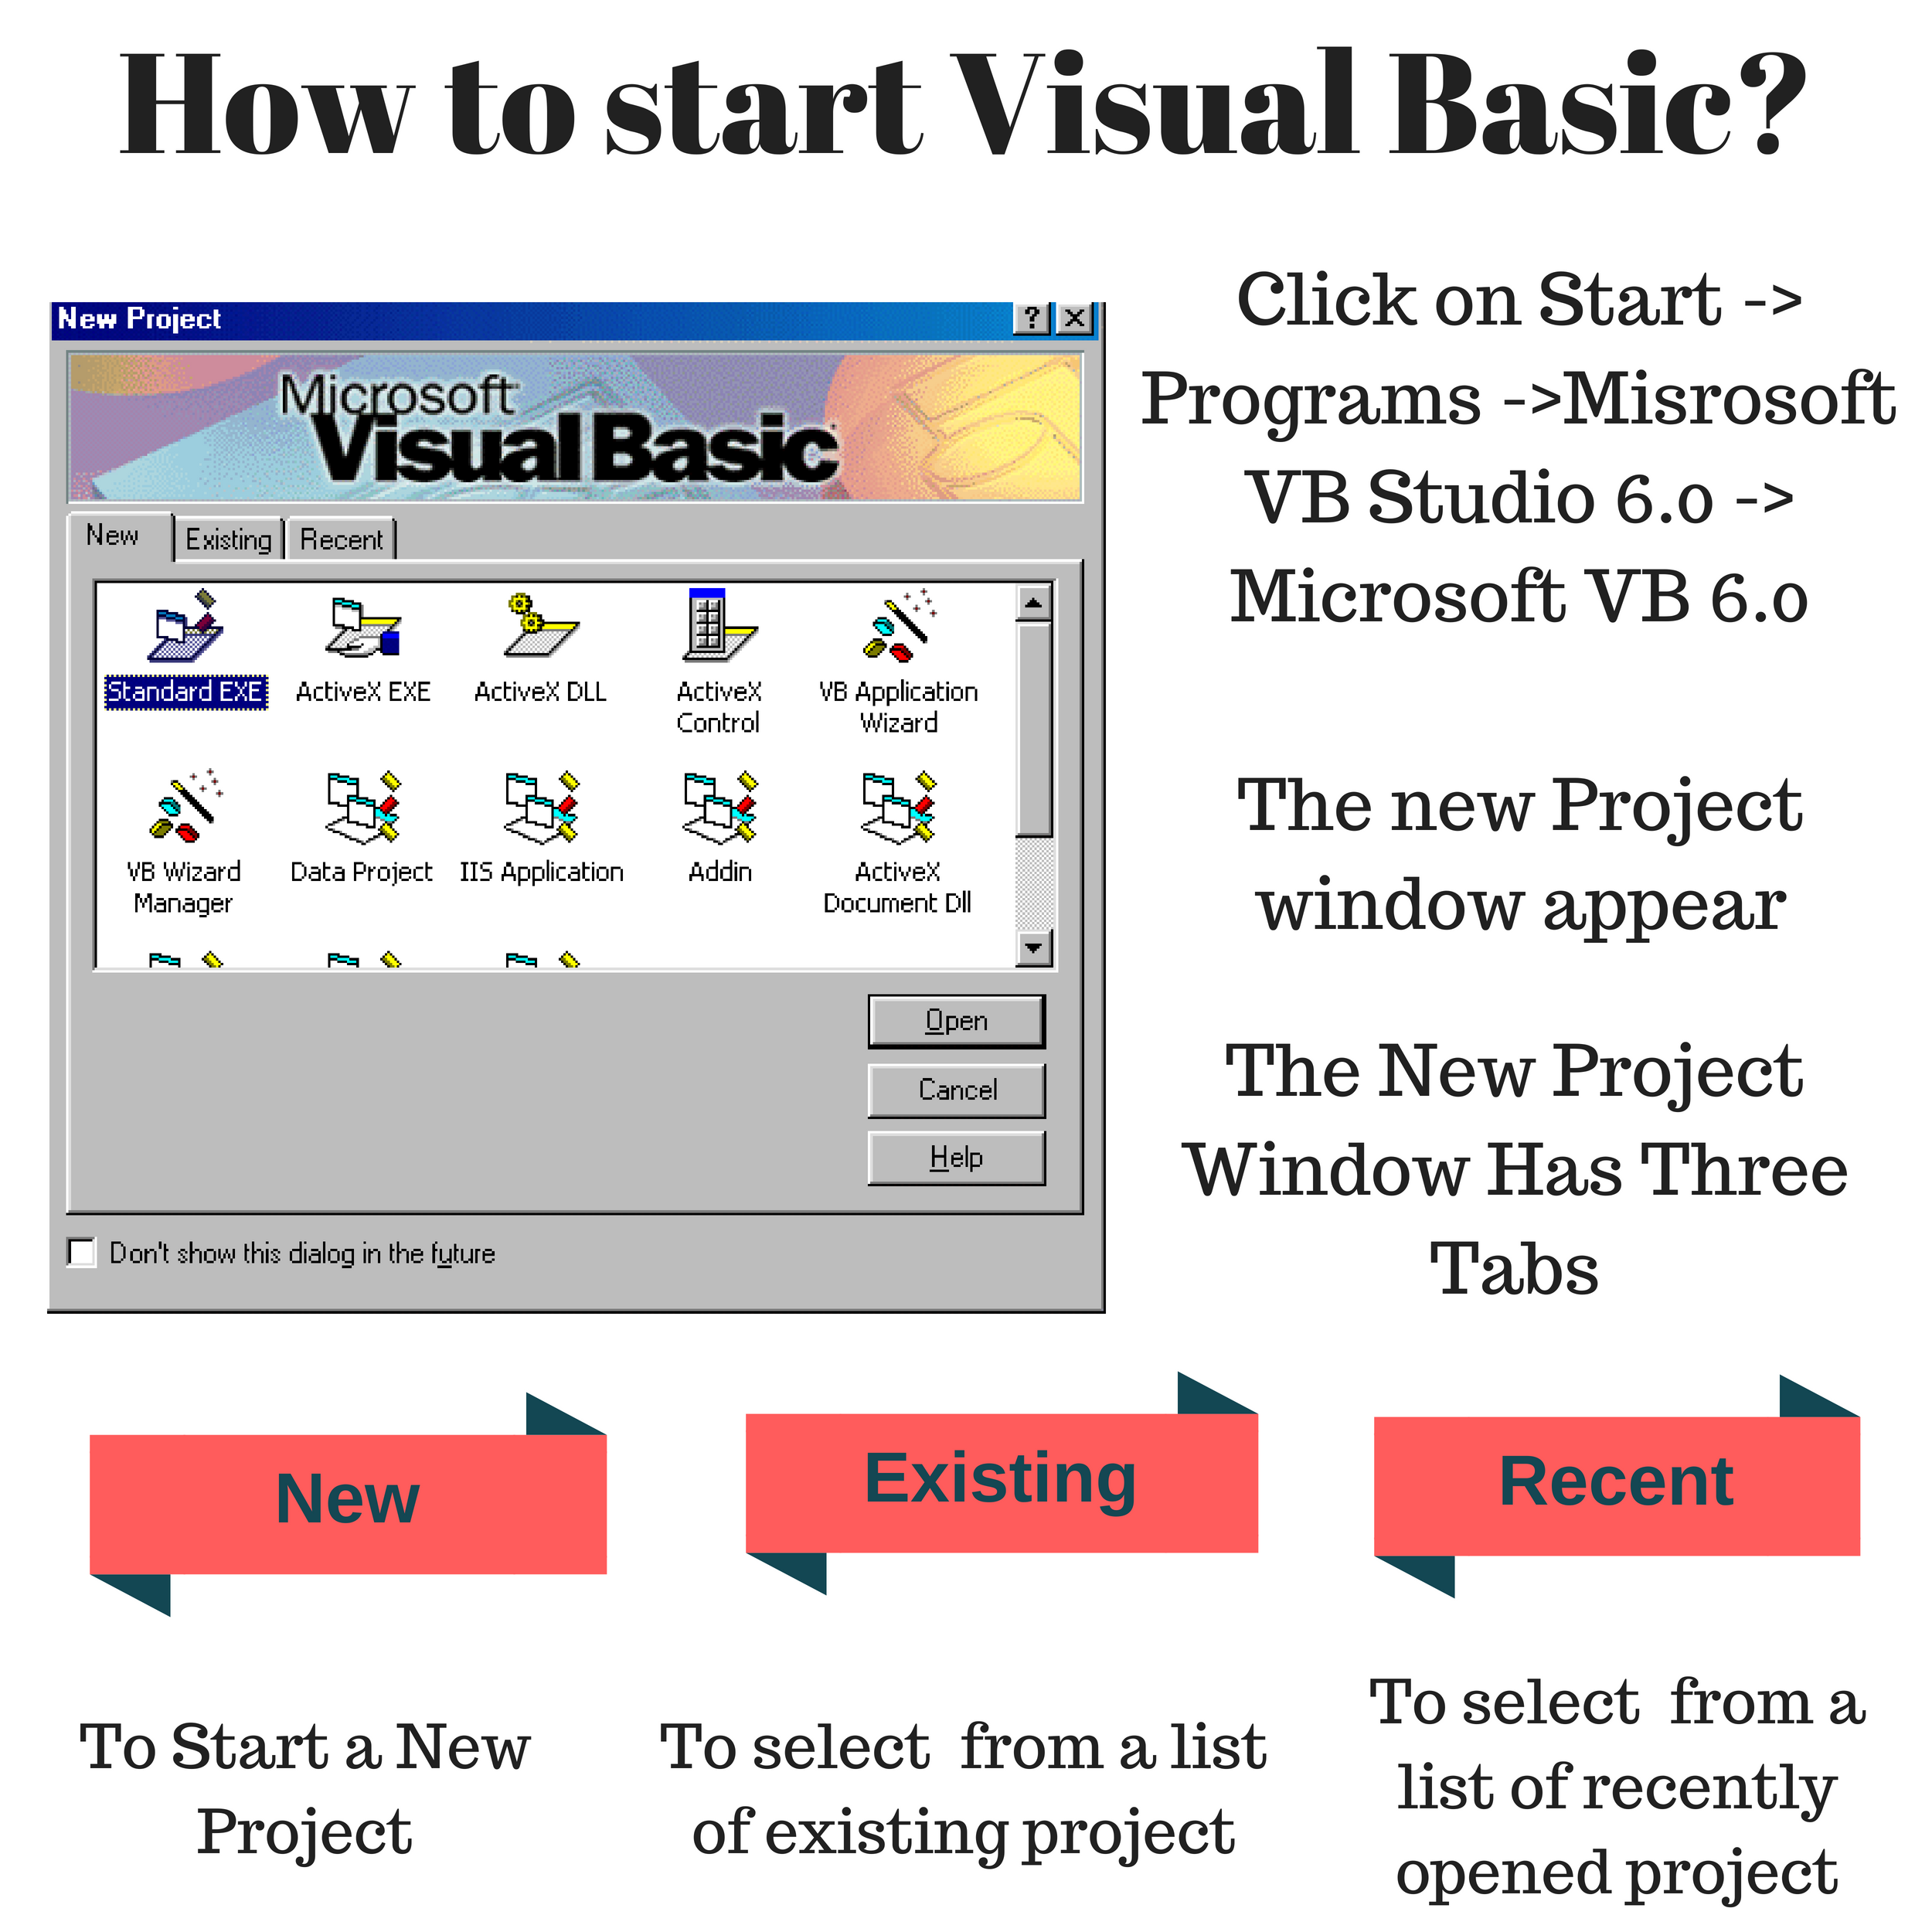 How to start Visual Basic?
New Project
Microsoft
Visual Basic
New Existing Recent
Standard EXE ActiveX EXE ActiveX DLL ActiveX Control VB Application Wizard
VB Wizard Manager Data Project IIS Application Addin ActiveX Document Dll
Open
Cancel
Help
Don't show this dialog in the future
Click on Start ->
Programs ->Misrosoft
VB Studio 6.0 ->
Microsoft VB 6.0
The new Project
window appear
The New Project
Window Has Three
Tabs
New
To Start a New
Project
Existing
To select from a list
of existing project
Recent
To select from a
list of recently
opened project